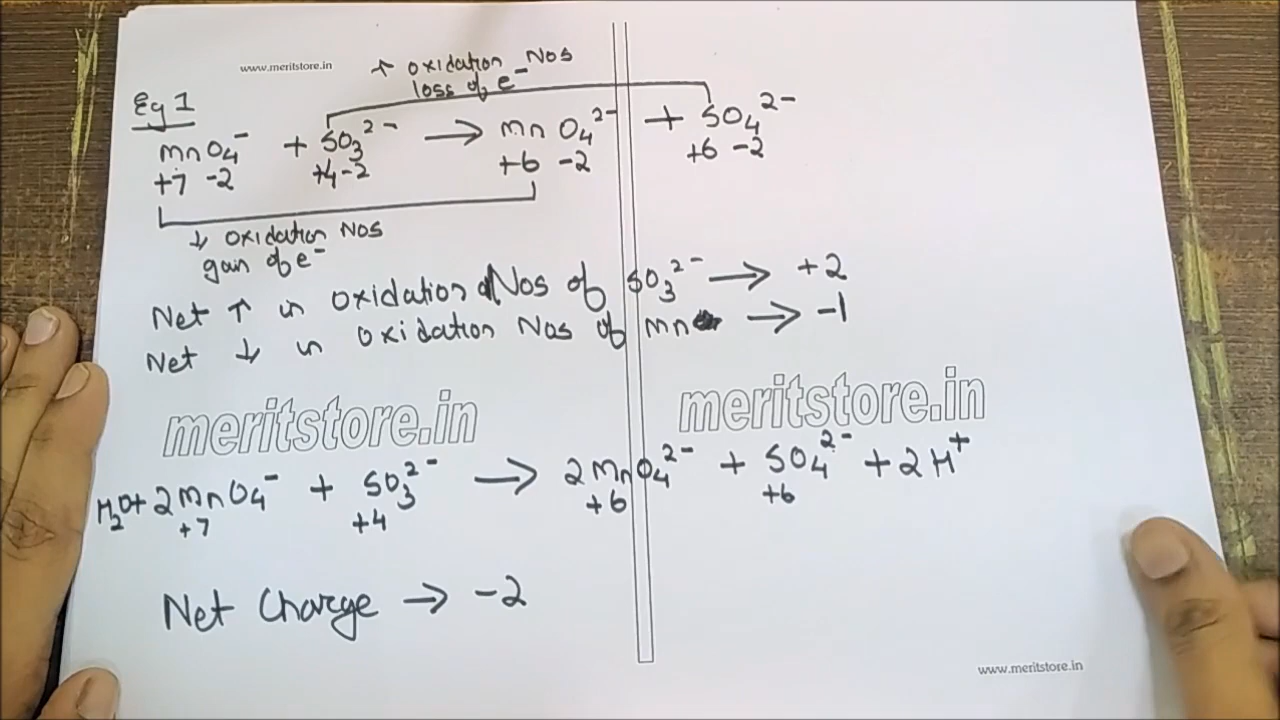 www.meritstore.in
↑ oxidation Nos
loss of e⁻
Eg 1
MnO₄⁻ + SO₃²⁻ → MnO₄²⁻ + SO₄²⁻
+7 -2 +4 -2 +6 -2 +6 -2
↓ oxidation Nos
gain of e⁻
Net ↑ in oxidation Nos of SO₃²⁻ → +2
Net ↓ in oxidation Nos of Mn → -1
meritstore.in meritstore.in
H₂O + 2MnO₄⁻ + SO₃²⁻ → 2MnO₄²⁻ + SO₄²⁻ + 2H⁺
+7 +4 +6 +6
Net Charge → -2
www.meritstore.in